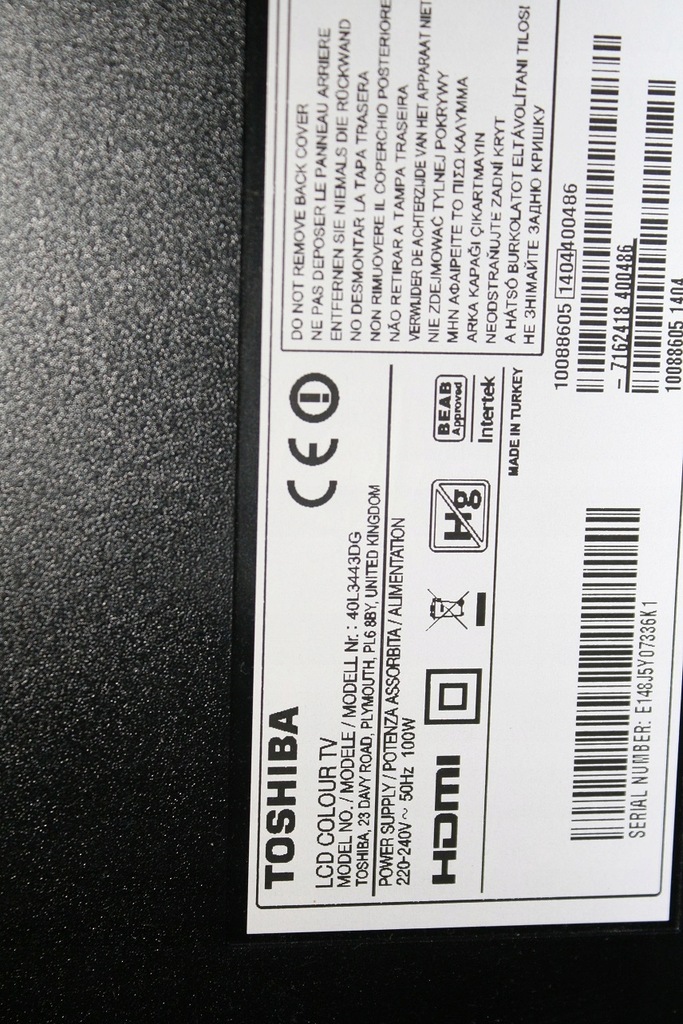 TOSHIBA
LCD COLOUR TV
MODEL NO./ MODELE / MODELL Nr. : 40L3443DG
TOSHIBA, 23 DAVY ROAD, PLYMOUTH, PL6 8BY, UNITED KINGDOM
POWER SUPPLY / POTENZA ASSORBITA / ALIMENTATION
220-240V ~ 50Hz 100W
HDMI
Hg
BEAB
Approved
Intertek
MADE IN TURKEY
CE
SERIAL NUMBER: E148J5Y07336K1
DO NOT REMOVE BACK COVER
NE PAS DEPOSER LE PANNEAU ARRIERE
ENTFERNEN SIE NIEMALS DIE RÜCKWAND
NO DESMONTAR LA TAPA TRASERA
NON RIMUOVERE IL COPERCHIO POSTERIORE
NÃO RETIRAR A TAMPA TRASEIRA
VERWIJDER DE ACHTERZIJDE VAN HET APPARAAT NIET
NIE ZDEJMOWAĆ TYLNEJ POKRYWY
ΜΗΝ ΑΦΑΙΡΕΙΤΕ ΤΟ ΠΙΣΩ ΚΑΛΥΜΜΑ
ARKA KAPAĞI ÇIKARTMAYIN
NEODSTRAŇUJTE ZADNÍ KRYT
A HÁTSÓ BURKOLATOT ELTÁVOLÍTANI TILOS!
НЕ ЗНІМАЙТЕ ЗАДНЮ КРИШКУ
10088605 1404 400486
- 7162418 400486
10088605 1404